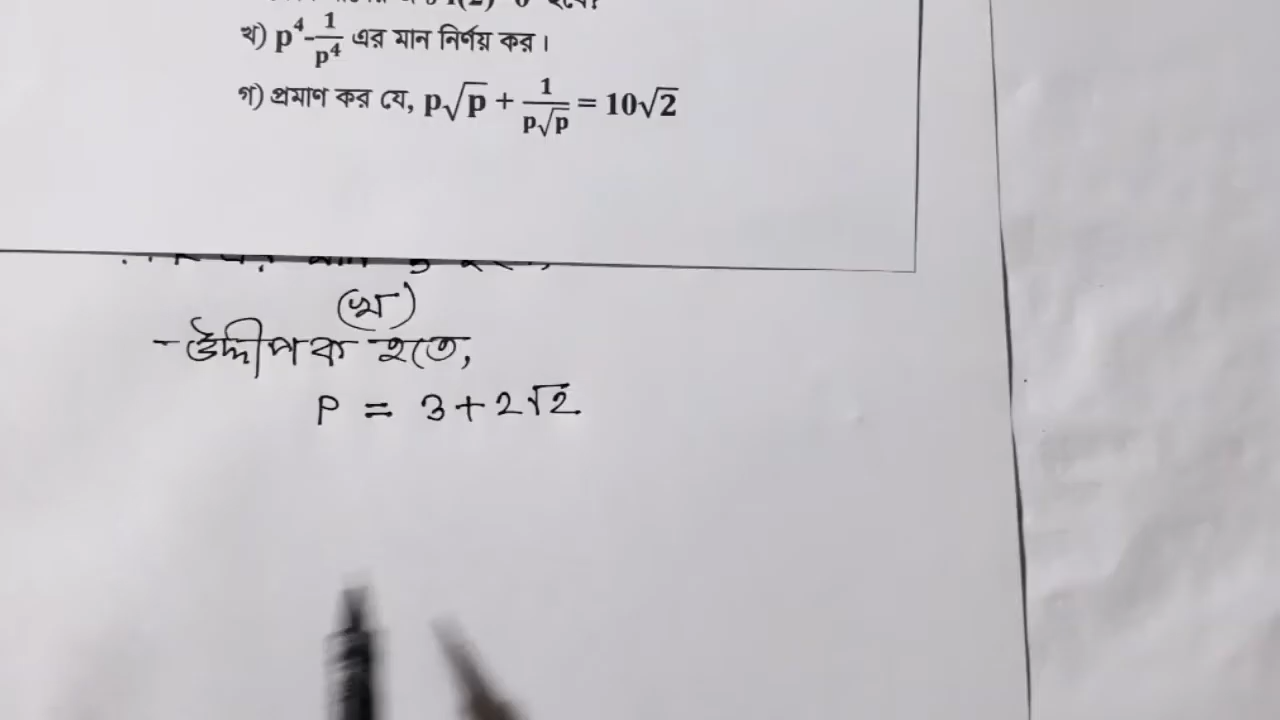 খ) p⁴-1/p⁴ এর মান নির্ণয় কর।
গ) প্রমাণ কর যে, p√p + 1/p√p = 10√2
(খ)
উদ্দীপক হতে,
P = 3+2√2